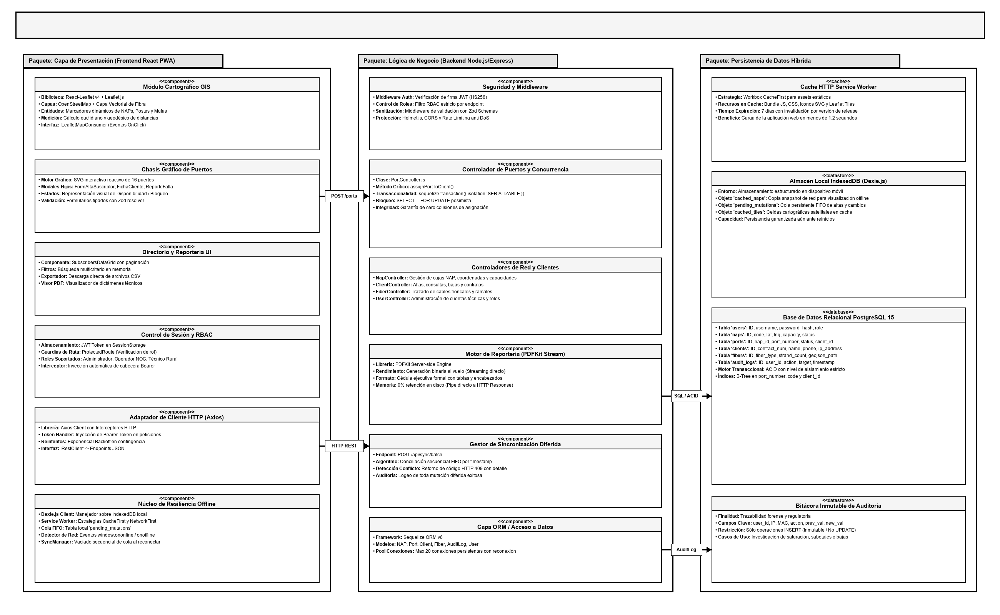 Paquete: Capa de Presentación (Frontend React PWA)
<<component>>
Módulo Cartográfico GIS
• Biblioteca: React-Leaflet v4 + Leaflet.js
• Capas: OpenStreetMap + Capa Vectorial de Fibra
• Entidades: Marcadores dinámicos de NAPs, Postes y Mufas
• Medición: Cálculo euclidiano y geodésico de distancias
• Interfaz: ILeafletMapConsumer (Eventos OnClick)
<<component>>
Chasis Gráfico de Puertos
• Motor Gráfico: SVG interactivo reactivo de 16 puertos
• Modales Hijos: FormAltaSuscriptor, FichaCliente, ReporteFalla
• Estados: Representación visual de Disponibilidad / Bloqueo
• Validación: Formularios tipados con Zod resolver
<<component>>
Directorio y Reportería UI
• Componente: SubscribersDataGrid con paginación
• Filtros: Búsqueda multicriterio en memoria
• Exportador: Descarga directa de archivos CSV
• Visor PDF: Visualizador de dictámenes técnicos
<<component>>
Control de Sesión y RBAC
• Almacenamiento: JWT Token en SessionStorage
• Guardias de Ruta: ProtectedRoute (Verificación de rol)
• Roles Soportados: Administrador, Operador NOC, Técnico Rural
• Interceptor: Inyección automática de cabecera Bearer
<<component>>
Adaptador de Cliente HTTP (Axios)
• Librería: Axios Client con Interceptores HTTP
• Token Handler: Inyección de Bearer Token en peticiones
• Reintentos: Exponencial Backoff en contingencia
• Interfaz: IRestClient -> Endpoints JSON
<<component>>
Núcleo de Resiliencia Offline
• Dexie.js Client: Manejador sobre IndexedDB local
• Service Worker: Estrategias CacheFirst y NetworkFirst
• Cola FIFO: Tabla local 'pending_mutations'
• Detector de Red: Eventos window.ononline / onoffline
• SyncManager: Vaciado secuencial de cola al reconectar
POST /ports
HTTP REST
Paquete: Lógica de Negocio (Backend Node.js/Express)
<<component>>
Seguridad y Middleware
• Middleware Auth: Verificación de firma JWT (HS256)
• Control de Roles: Filtro RBAC estricto por endpoint
• Sanitización: Middleware de validación con Zod Schemas
• Protección: Helmet.js, CORS y Rate Limiting anti DoS
<<component>>
Controlador de Puertos y Concurrencia
• Clase: PortController.js
• Método Crítico: assignPortToClient()
• Transaccionalidad: sequelize.transaction({ isolation: SERIALIZABLE })
• Bloqueo: SELECT ... FOR UPDATE pesimista
• Integridad: Garantía de cero colisiones de asignación
<<component>>
Controladores de Red y Clientes
• NapController: Gestión de cajas NAP, coordenadas y capacidades
• ClientController: Altas, consultas, bajas y contratos
• FiberController: Trazado de cables troncales y ramales
• UserController: Administración de cuentas técnicas y roles
<<component>>
Motor de Reportería (PDFKit Stream)
• Librería: PDFKit Server-side Engine
• Rendimiento: Generación binaria al vuelo (Streaming directo)
• Formato: Cédula ejecutiva formal con tablas y encabezados
• Memoria: 0% retención en disco (Pipe directo a HTTP Response)
<<component>>
Gestor de Sincronización Diferida
• Endpoint: POST /api/sync/batch
• Algoritmo: Conciliación secuencial FIFO por timestamp
• Detección Conflicto: Retorno de código HTTP 409 con detalle
• Auditoría: Logeo de toda mutación diferida exitosa
<<component>>
Capa ORM / Acceso a Datos
• Framework: Sequelize ORM v6
• Modelos: NAP, Port, Client, Fiber, AuditLog, User
• Pool Conexiones: Max 20 conexiones persistentes con reconexión
SQL / ACID
AuditLog
Paquete: Persistencia de Datos Híbrida
<<cache>>
Cache HTTP Service Worker
• Estrategia: Workbox CacheFirst para assets estáticos
• Recursos en Cache: Bundle JS, CSS, Iconos SVG y Leaflet Tiles
• Tiempo Expiración: 7 días con invalidación por versión de release
• Beneficio: Carga de la aplicación web en menos de 1.2 segundos
<<datastore>>
Almacén Local IndexedDB (Dexie.js)
• Entorno: Almacenamiento estructurado en dispositivo móvil
• Objeto 'cached_naps': Copia snapshot de red para visualización offline
• Objeto 'pending_mutations': Cola persistente FIFO de altas y cambios
• Objeto 'cached_tiles': Celdas cartográficas satelitales en caché
• Capacidad: Persistencia garantizada aún ante reinicios
<<database>>
Base de Datos Relacional PostgreSQL 15
• Tabla 'users': ID, username, password_hash, role
• Tabla 'naps': ID, code, lat, lng, capacity, status
• Tabla 'ports': ID, nap_id, port_number, status, client_id
• Tabla 'clients': ID, contract_num, name, phone, ip_address
• Tabla 'fibers': ID, fiber_type, strand_count, geojson_path
• Tabla 'audit_logs': ID, user_id, action, target, timestamp
• Motor Transaccional: ACID con nivel de aislamiento estricto
• Índices: B-Tree en port_number, code y client_id
<<datastore>>
Bitácora Inmutable de Auditoría
• Finalidad: Trazabilidad forense y regulatoria
• Campos Clave: user_id, IP, MAC, action, prev_val, new_val
• Restricción: Sólo operaciones INSERT (Inmutable / No UPDATE)
• Casos de Uso: Investigación de saturación, sabotajes o bajas